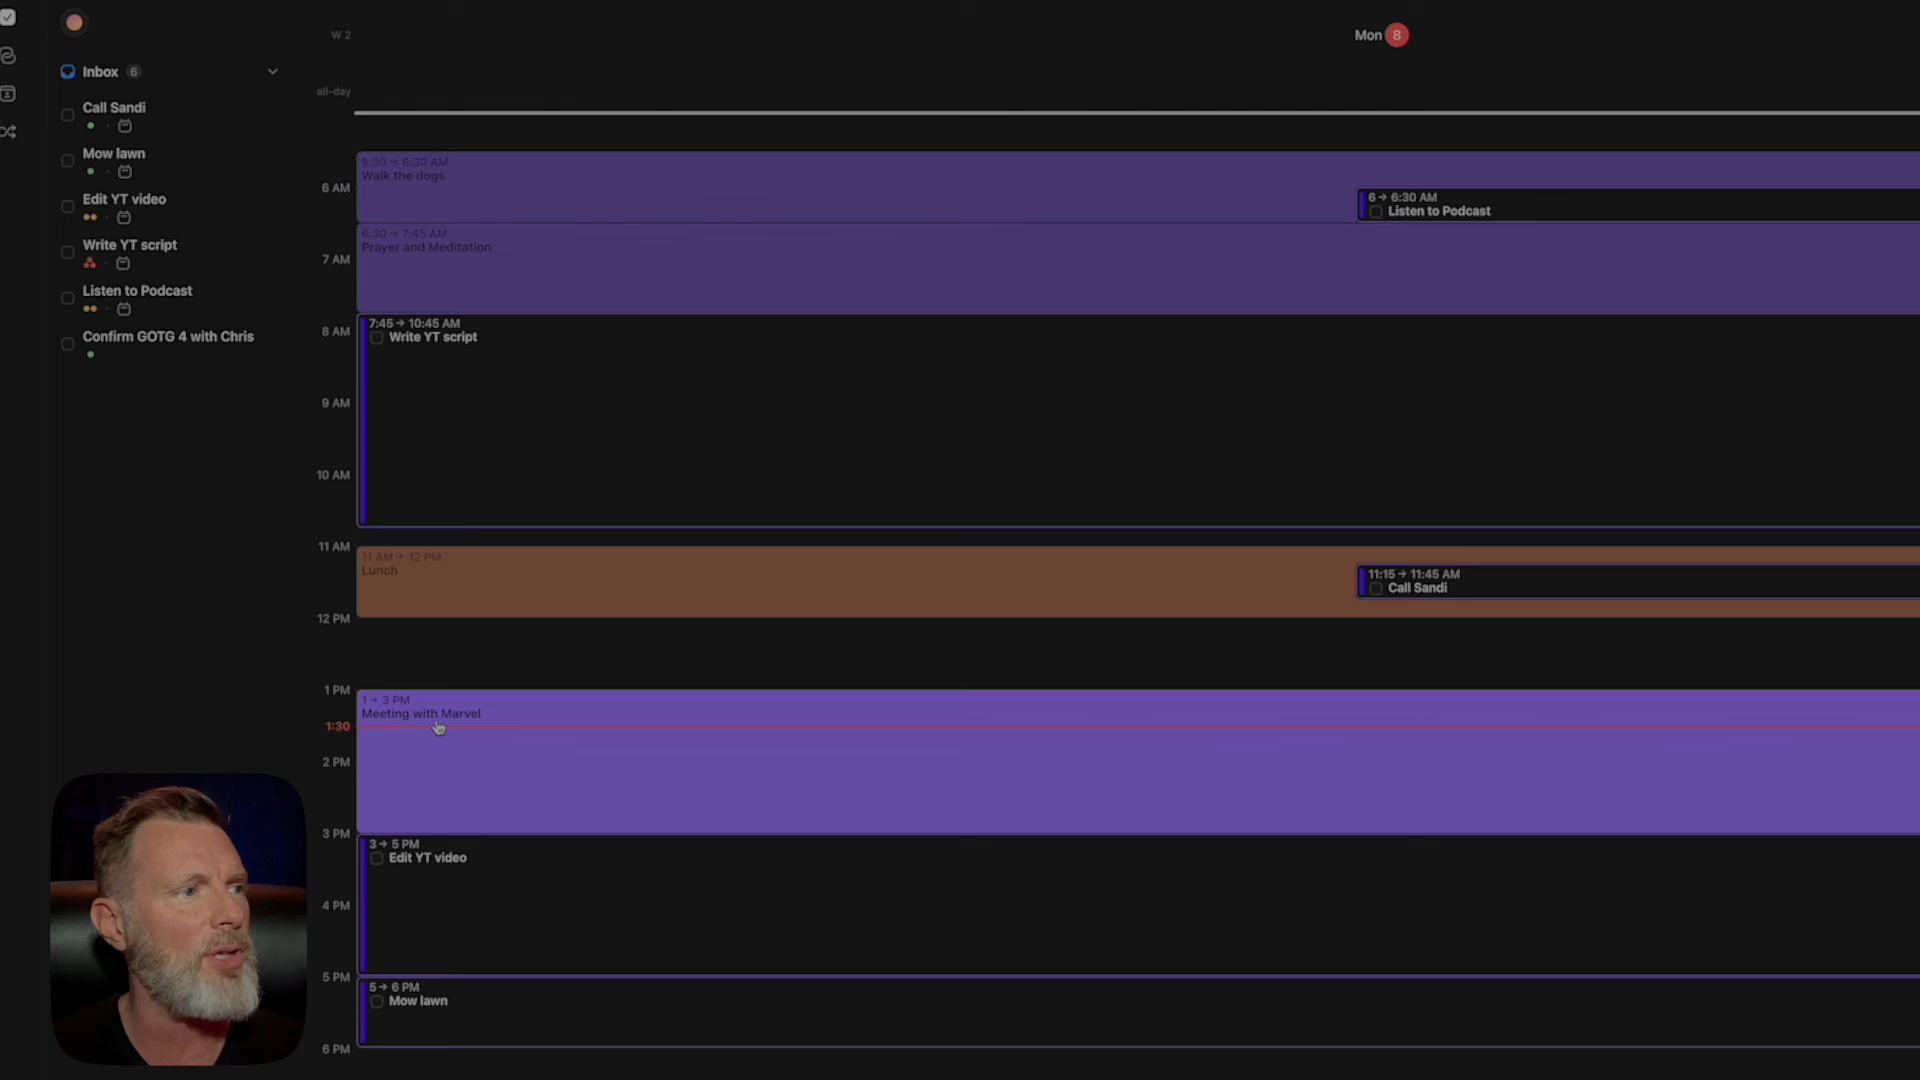 W 2
Mon 8
Inbox 6
all-day
Call Sandi
Mow lawn
Edit YT video
Write YT script
Listen to Podcast
Confirm GOTG 4 with Chris
5:30 → 6:30 AM
Walk the dogs
6 AM
6 → 6:30 AM
Listen to Podcast
6:30 → 7:45 AM
Prayer and Meditation
7 AM
7:45 → 10:45 AM
Write YT script
8 AM
9 AM
10 AM
11 AM
11 AM → 12 PM
Lunch
11:15 → 11:45 AM
Call Sandi
12 PM
1 PM
1 → 3 PM
Meeting with Marvel
1:30
2 PM
3 PM
3 → 5 PM
Edit YT video
4 PM
5 PM
5 → 6 PM
Mow lawn
6 PM